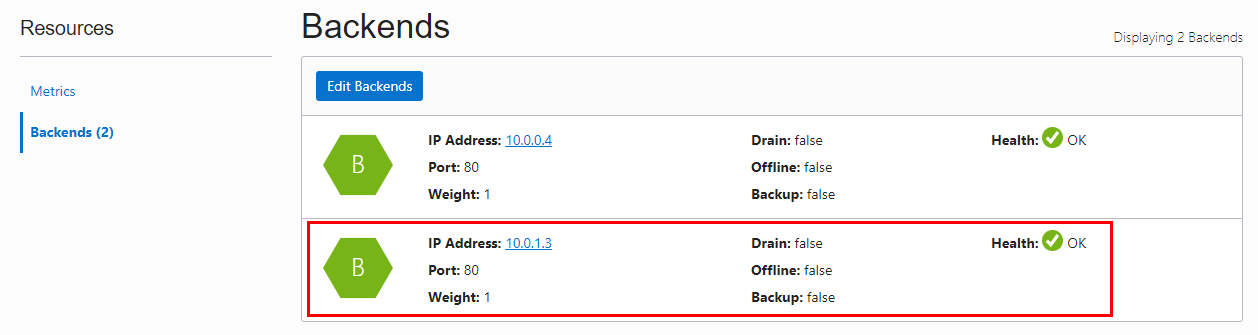 Resources
Metrics
Backends (2)
Backends
Displaying 2 Backends
Edit Backends
B
IP Address: 10.0.0.4
Port: 80
Weight: 1
Drain: false
Offline: false
Backup: false
Health: OK
B
IP Address: 10.0.1.3
Port: 80
Weight: 1
Drain: false
Offline: false
Backup: false
Health: OK